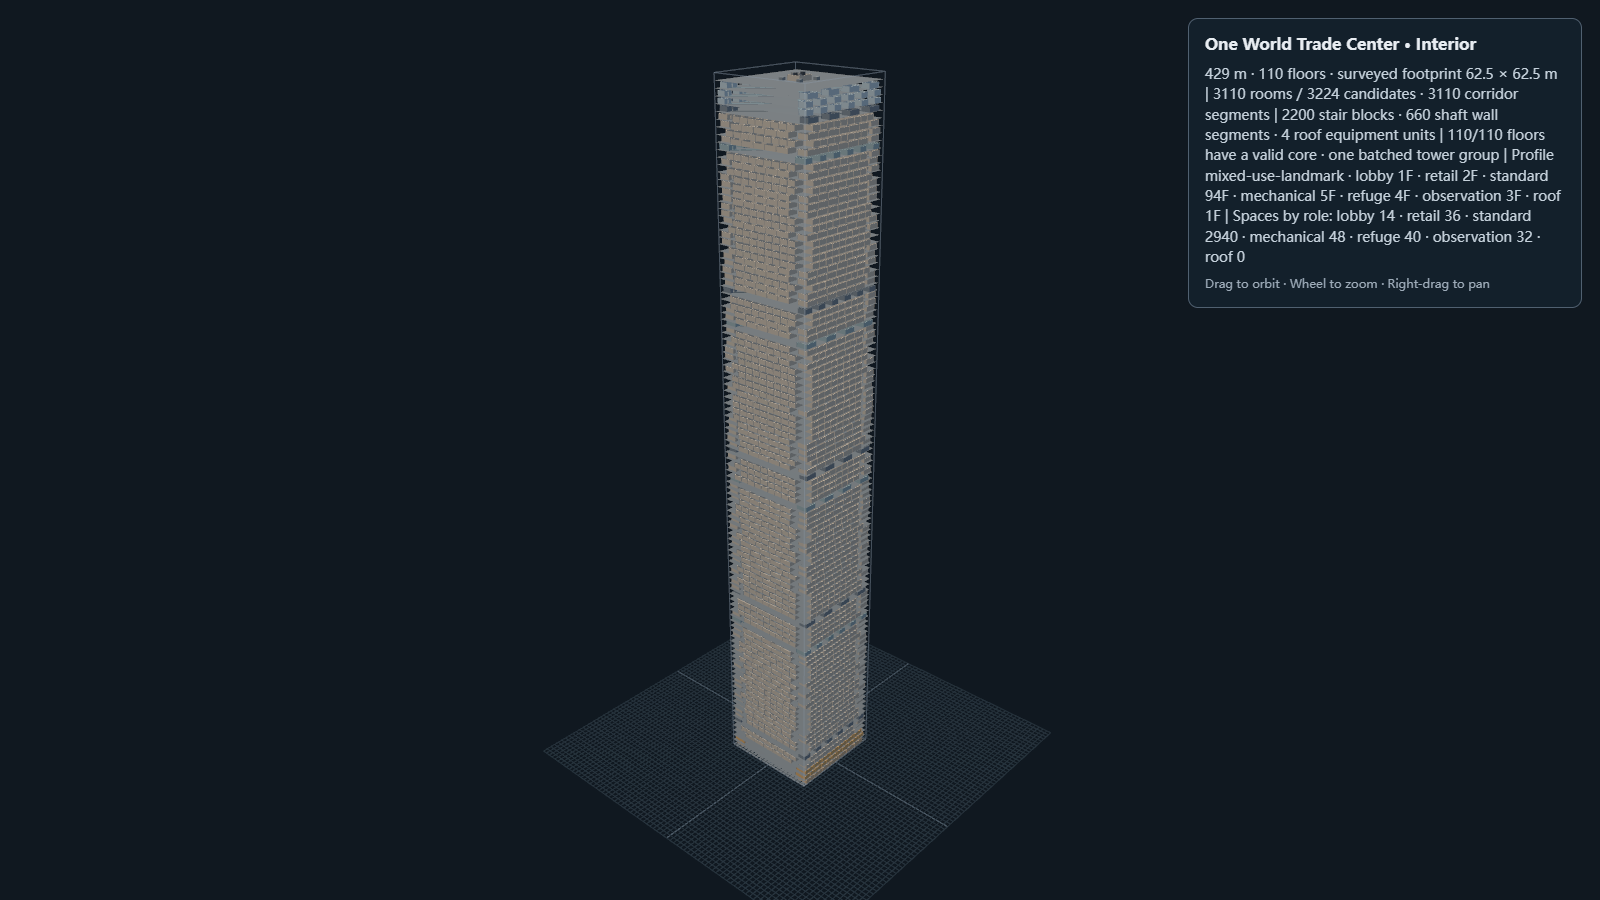 One World Trade Center • Interior
429 m · 110 floors · surveyed footprint 62.5 × 62.5 m
| 3110 rooms / 3224 candidates · 3110 corridor
segments | 2200 stair blocks · 660 shaft wall
segments · 4 roof equipment units | 110/110 floors
have a valid core · one batched tower group | Profile
mixed-use-landmark · lobby 1F · retail 2F · standard
94F · mechanical 5F · refuge 4F · observation 3F · roof
1F | Spaces by role: lobby 14 · retail 36 · standard
2940 · mechanical 48 · refuge 40 · observation 32 ·
roof 0
Drag to orbit · Wheel to zoom · Right-drag to pan